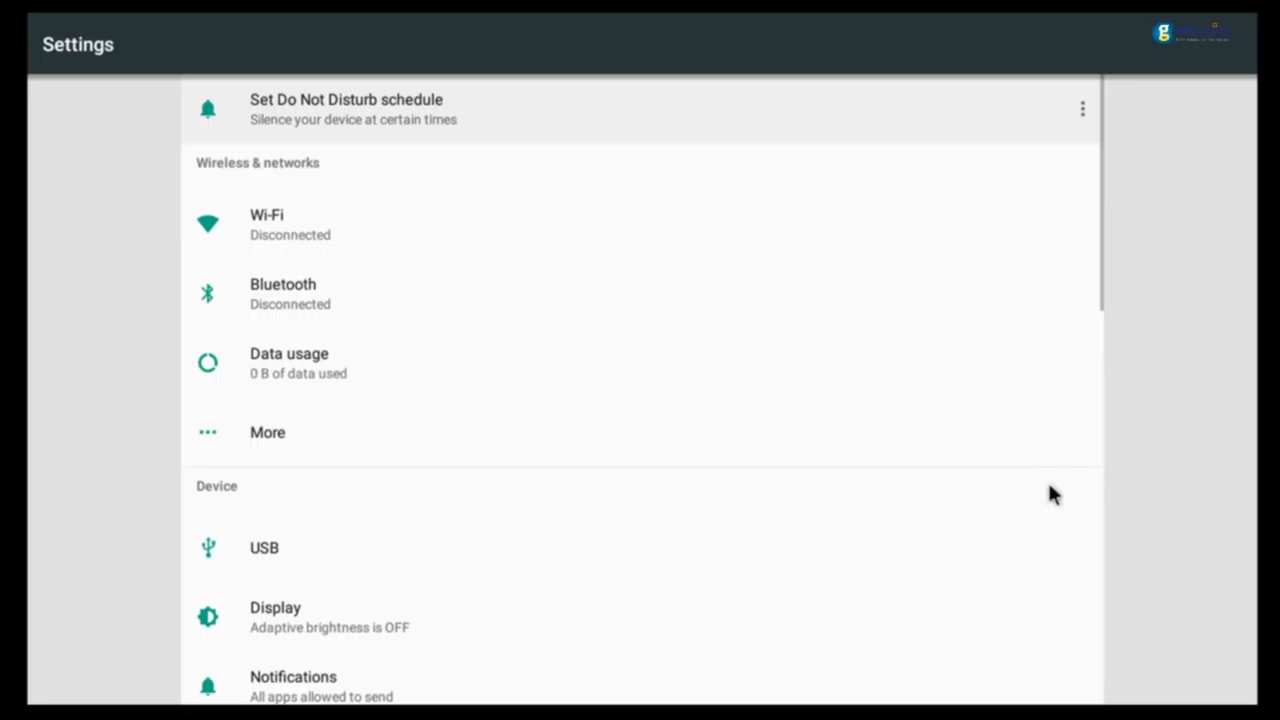 Settings
g
Set Do Not Disturb schedule
Silence your device at certain times
Wireless & networks
Wi-Fi
Disconnected
Bluetooth
Disconnected
Data usage
0 B of data used
More
Device
USB
Display
Adaptive brightness is OFF
Notifications
All apps allowed to send